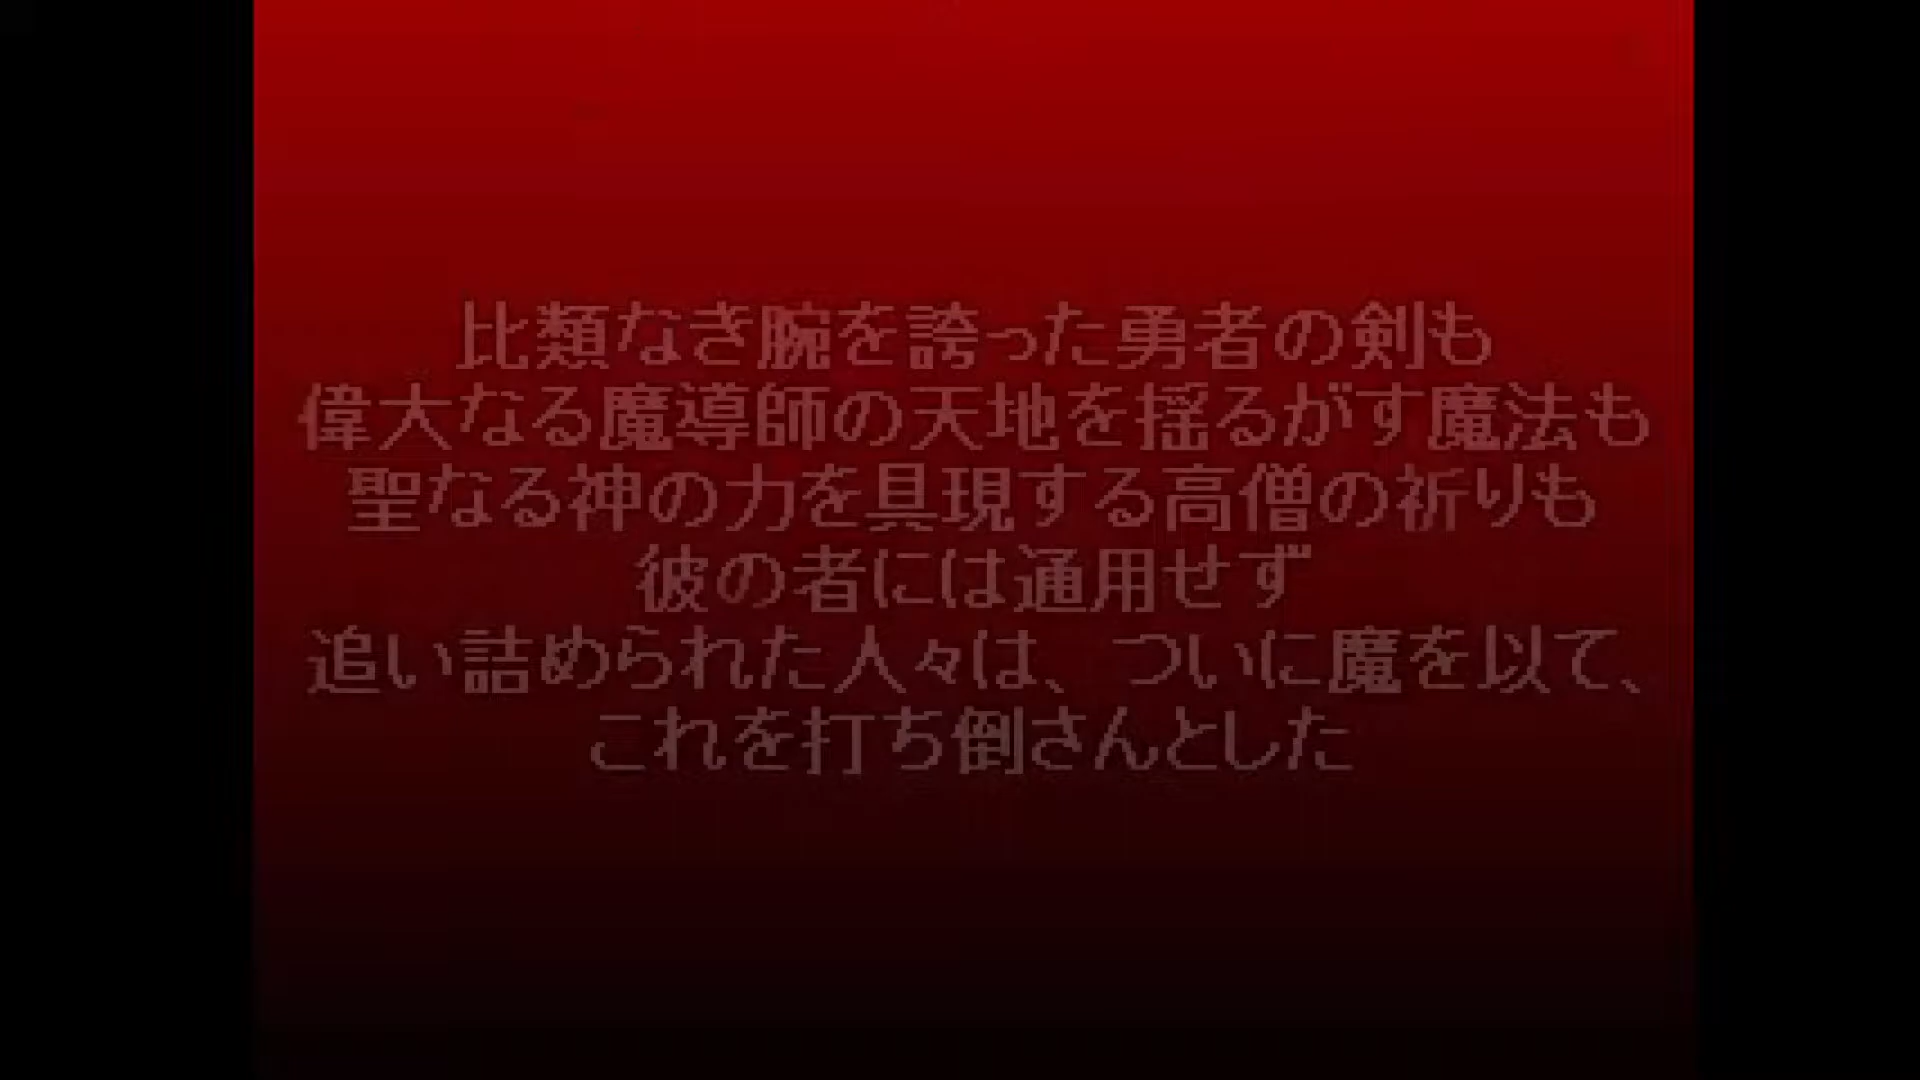 比類なき腕を誇った勇者の剣も
偉大なる魔導師の天地を揺るがす魔法も
聖なる神の力を具現する高僧の祈りも
彼の者には通用せず
追い詰められた人々は、ついに魔を以て、
これを打ち倒さんとした